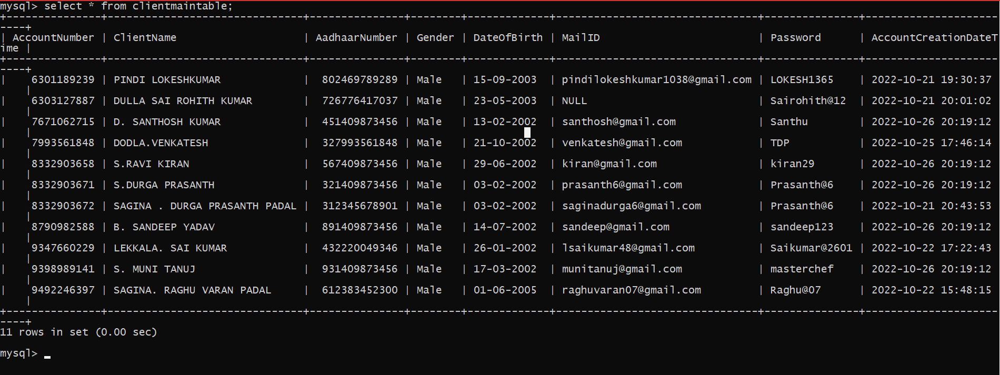 mysql> select * from clientmaintable;
+---------------+-------------------------------+---------------+--------+-------------+--------------------------------+---------------+---------------------
----+
| AccountNumber | ClientName                    | AadhaarNumber | Gender | DateOfBirth | MailID                         | Password      | AccountCreationDateT
ime |
+---------------+-------------------------------+---------------+--------+-------------+--------------------------------+---------------+---------------------
----+
|    6301189239 | PINDI LOKESHKUMAR             |  802469789289 | Male   | 15-09-2003  | pindilokeshkumar1038@gmail.com | LOKESH1365    | 2022-10-21 19:30:37
    |
|    6303127887 | DULLA SAI ROHITH KUMAR        |  726776417037 | Male   | 23-05-2003  | NULL                           | Sairohith@12  | 2022-10-21 20:01:02
    |
|    7671062715 | D. SANTHOSH KUMAR             |  451409873456 | Male   | 13-02-2002  | santhosh@gmail.com             | Santhu        | 2022-10-26 20:19:12
    |
|    7993561848 | DODLA.VENKATESH               |  327993561848 | Male   | 21-10-2002  | venkatesh@gmail.com            | TDP           | 2022-10-25 17:46:14
    |
|    8332903658 | S.RAVI KIRAN                  |  567409873456 | Male   | 29-06-2002  | kiran@gmail.com                | kiran29       | 2022-10-26 20:19:12
    |
|    8332903671 | S.DURGA PRASANTH              |  321409873456 | Male   | 03-02-2002  | prasanth6@gmail.com            | Prasanth@6    | 2022-10-26 20:19:12
    |
|    8332903672 | SAGINA . DURGA PRASANTH PADAL |  312345678901 | Male   | 03-02-2002  | saginadurga6@gmail.com         | Prasanth@6    | 2022-10-21 20:43:53
    |
|    8790982588 | B. SANDEEP YADAV              |  891409873456 | Male   | 14-07-2002  | sandeep@gmail.com              | sandeep123    | 2022-10-26 20:19:12
    |
|    9347660229 | LEKKALA. SAI KUMAR            |  432220049346 | Male   | 26-01-2002  | lsaikumar48@gmail.com          | Saikumar@2601 | 2022-10-22 17:22:43
    |
|    9398989141 | S. MUNI TANUJ                 |  931409873456 | Male   | 17-03-2002  | munitanuj@gmail.com            | masterchef    | 2022-10-26 20:19:12
    |
|    9492246397 | SAGINA. RAGHU VARAN PADAL     |  612383452300 | Male   | 01-06-2005  | raghuvaran07@gmail.com         | Raghu@07      | 2022-10-22 15:48:15
    |
+---------------+-------------------------------+---------------+--------+-------------+--------------------------------+---------------+---------------------
----+
11 rows in set (0.00 sec)
mysql>